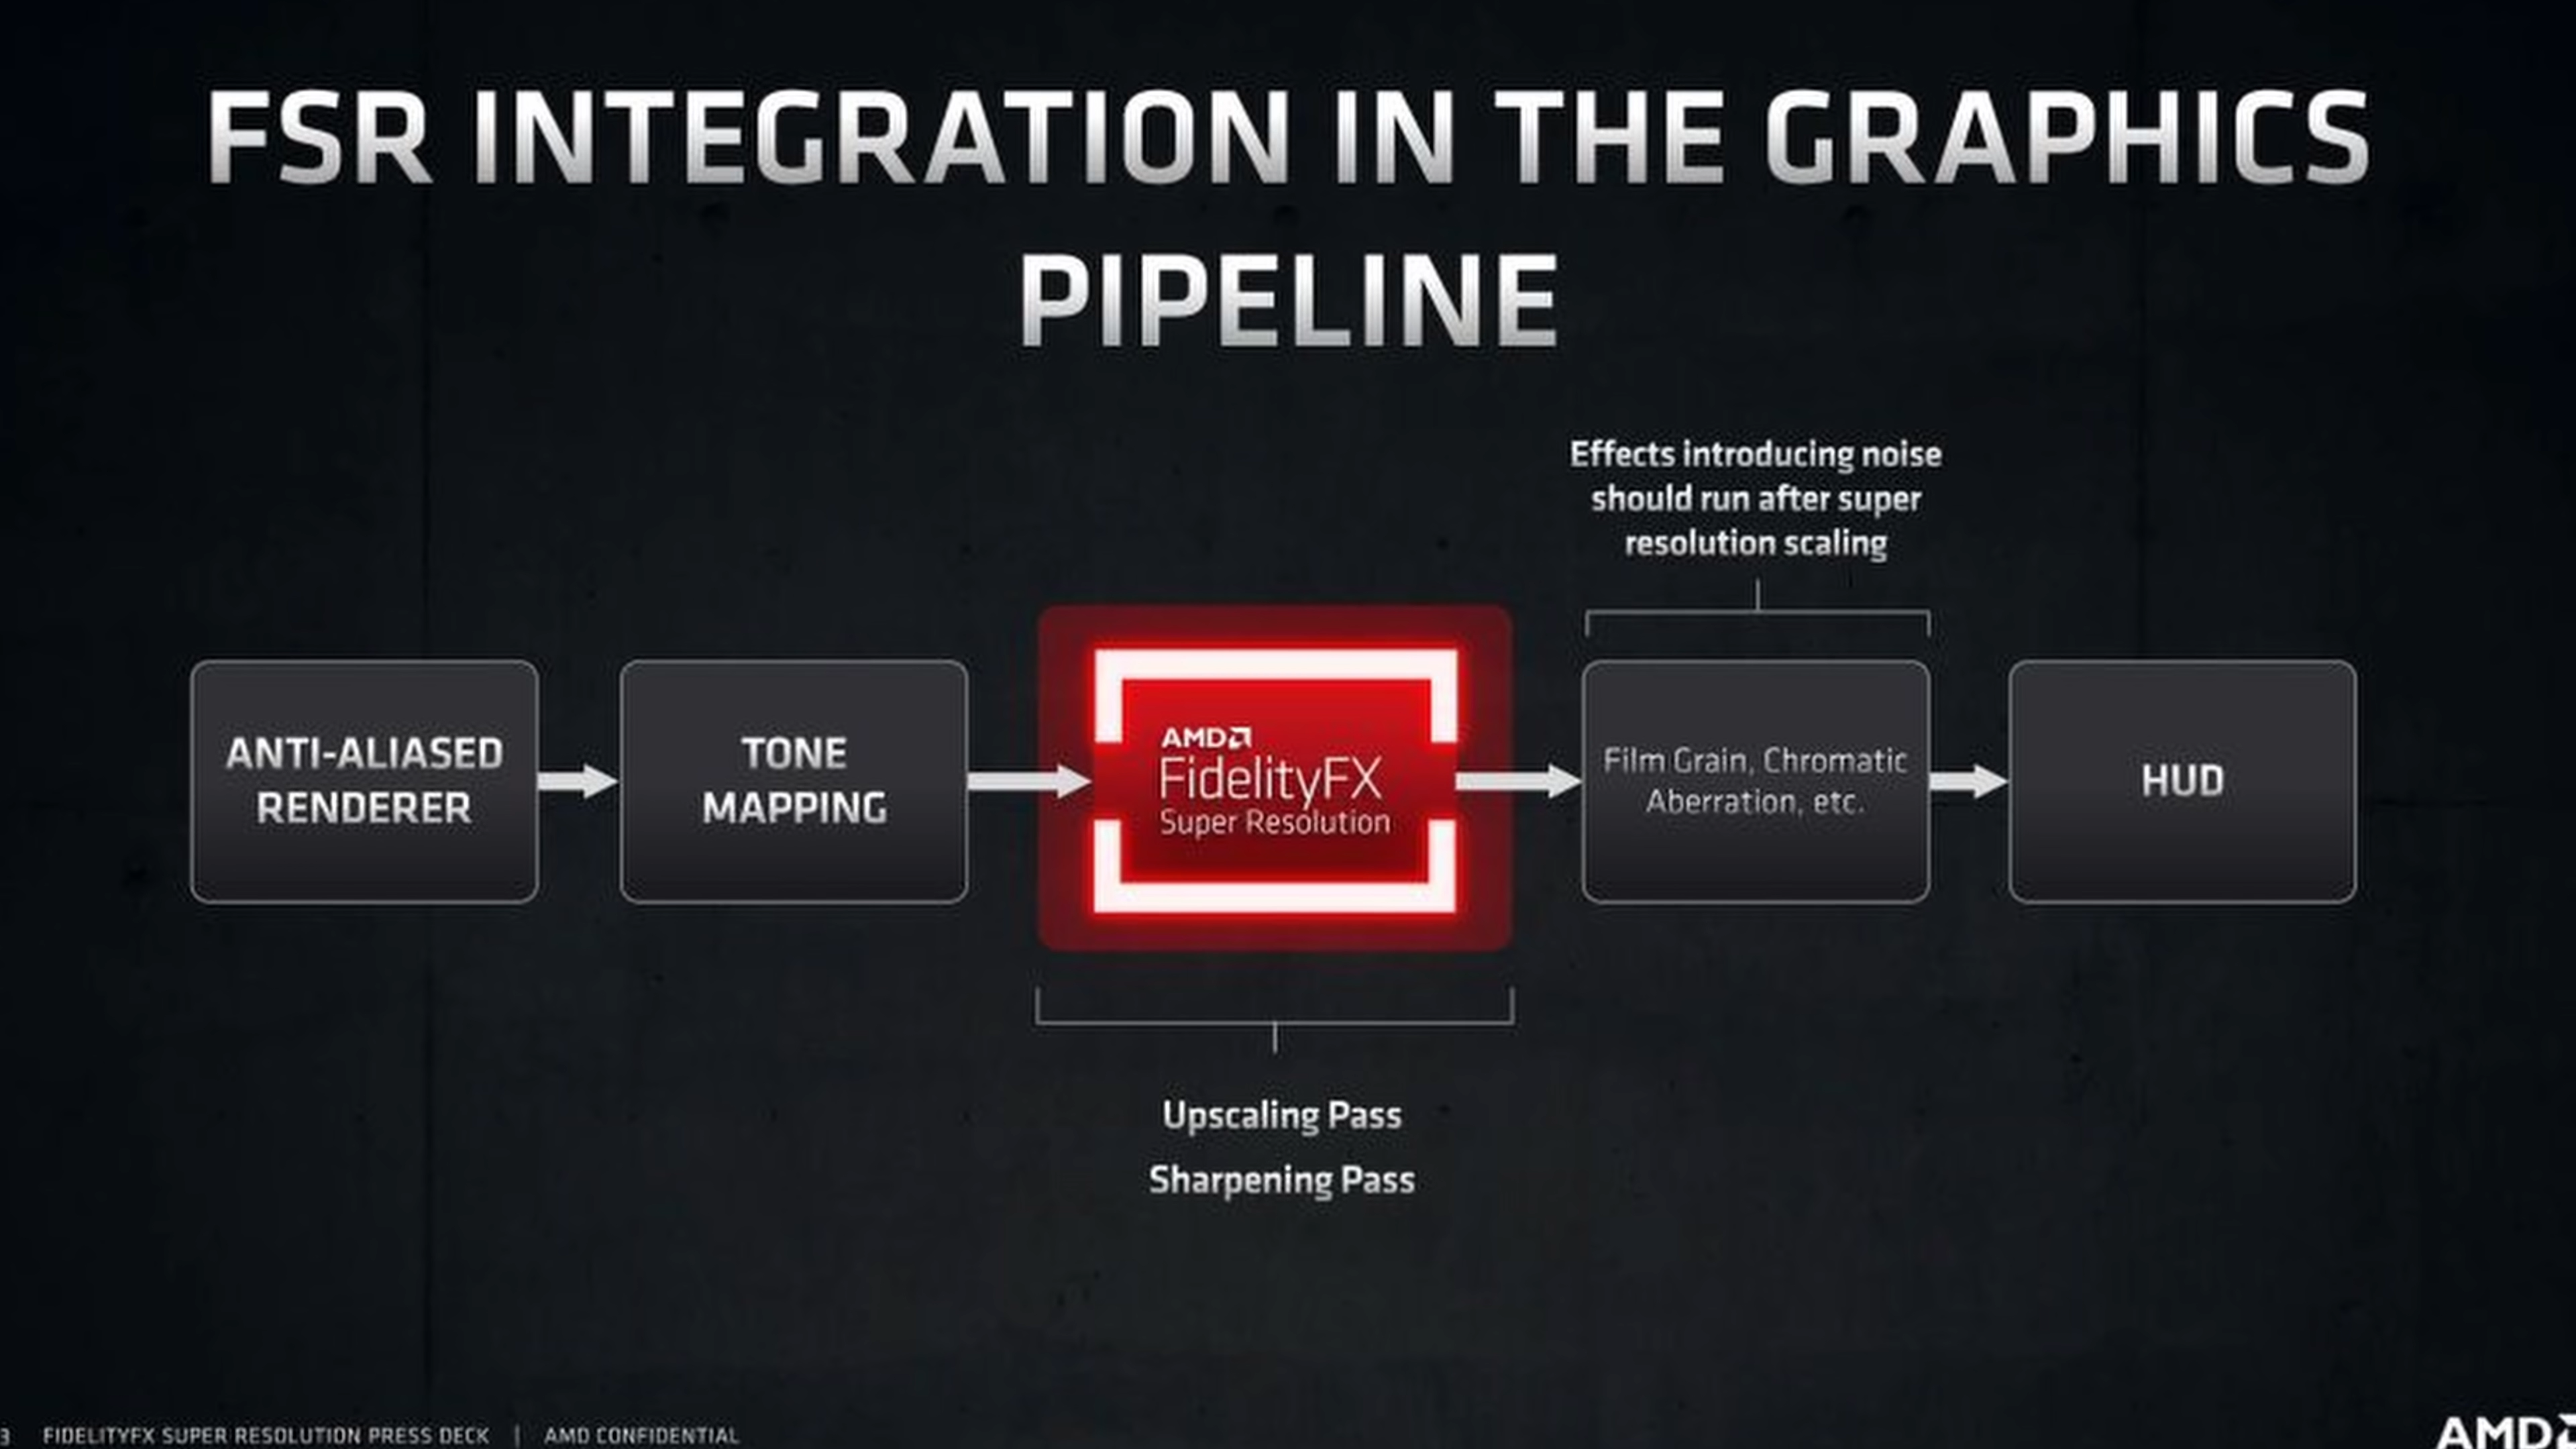 FSR INTEGRATION IN THE GRAPHICS
PIPELINE
Effects introducing noise
should run after super
resolution scaling
ANTI-ALIASED
RENDERER
TONE
MAPPING
AMD
FidelityFX
Super Resolution
Film Grain, Chromatic
Aberration, etc.
HUD
Upscaling Pass
Sharpening Pass
3 FIDELITYFX SUPER RESOLUTION PRESS DECK | AMD CONFIDENTIAL
AMD